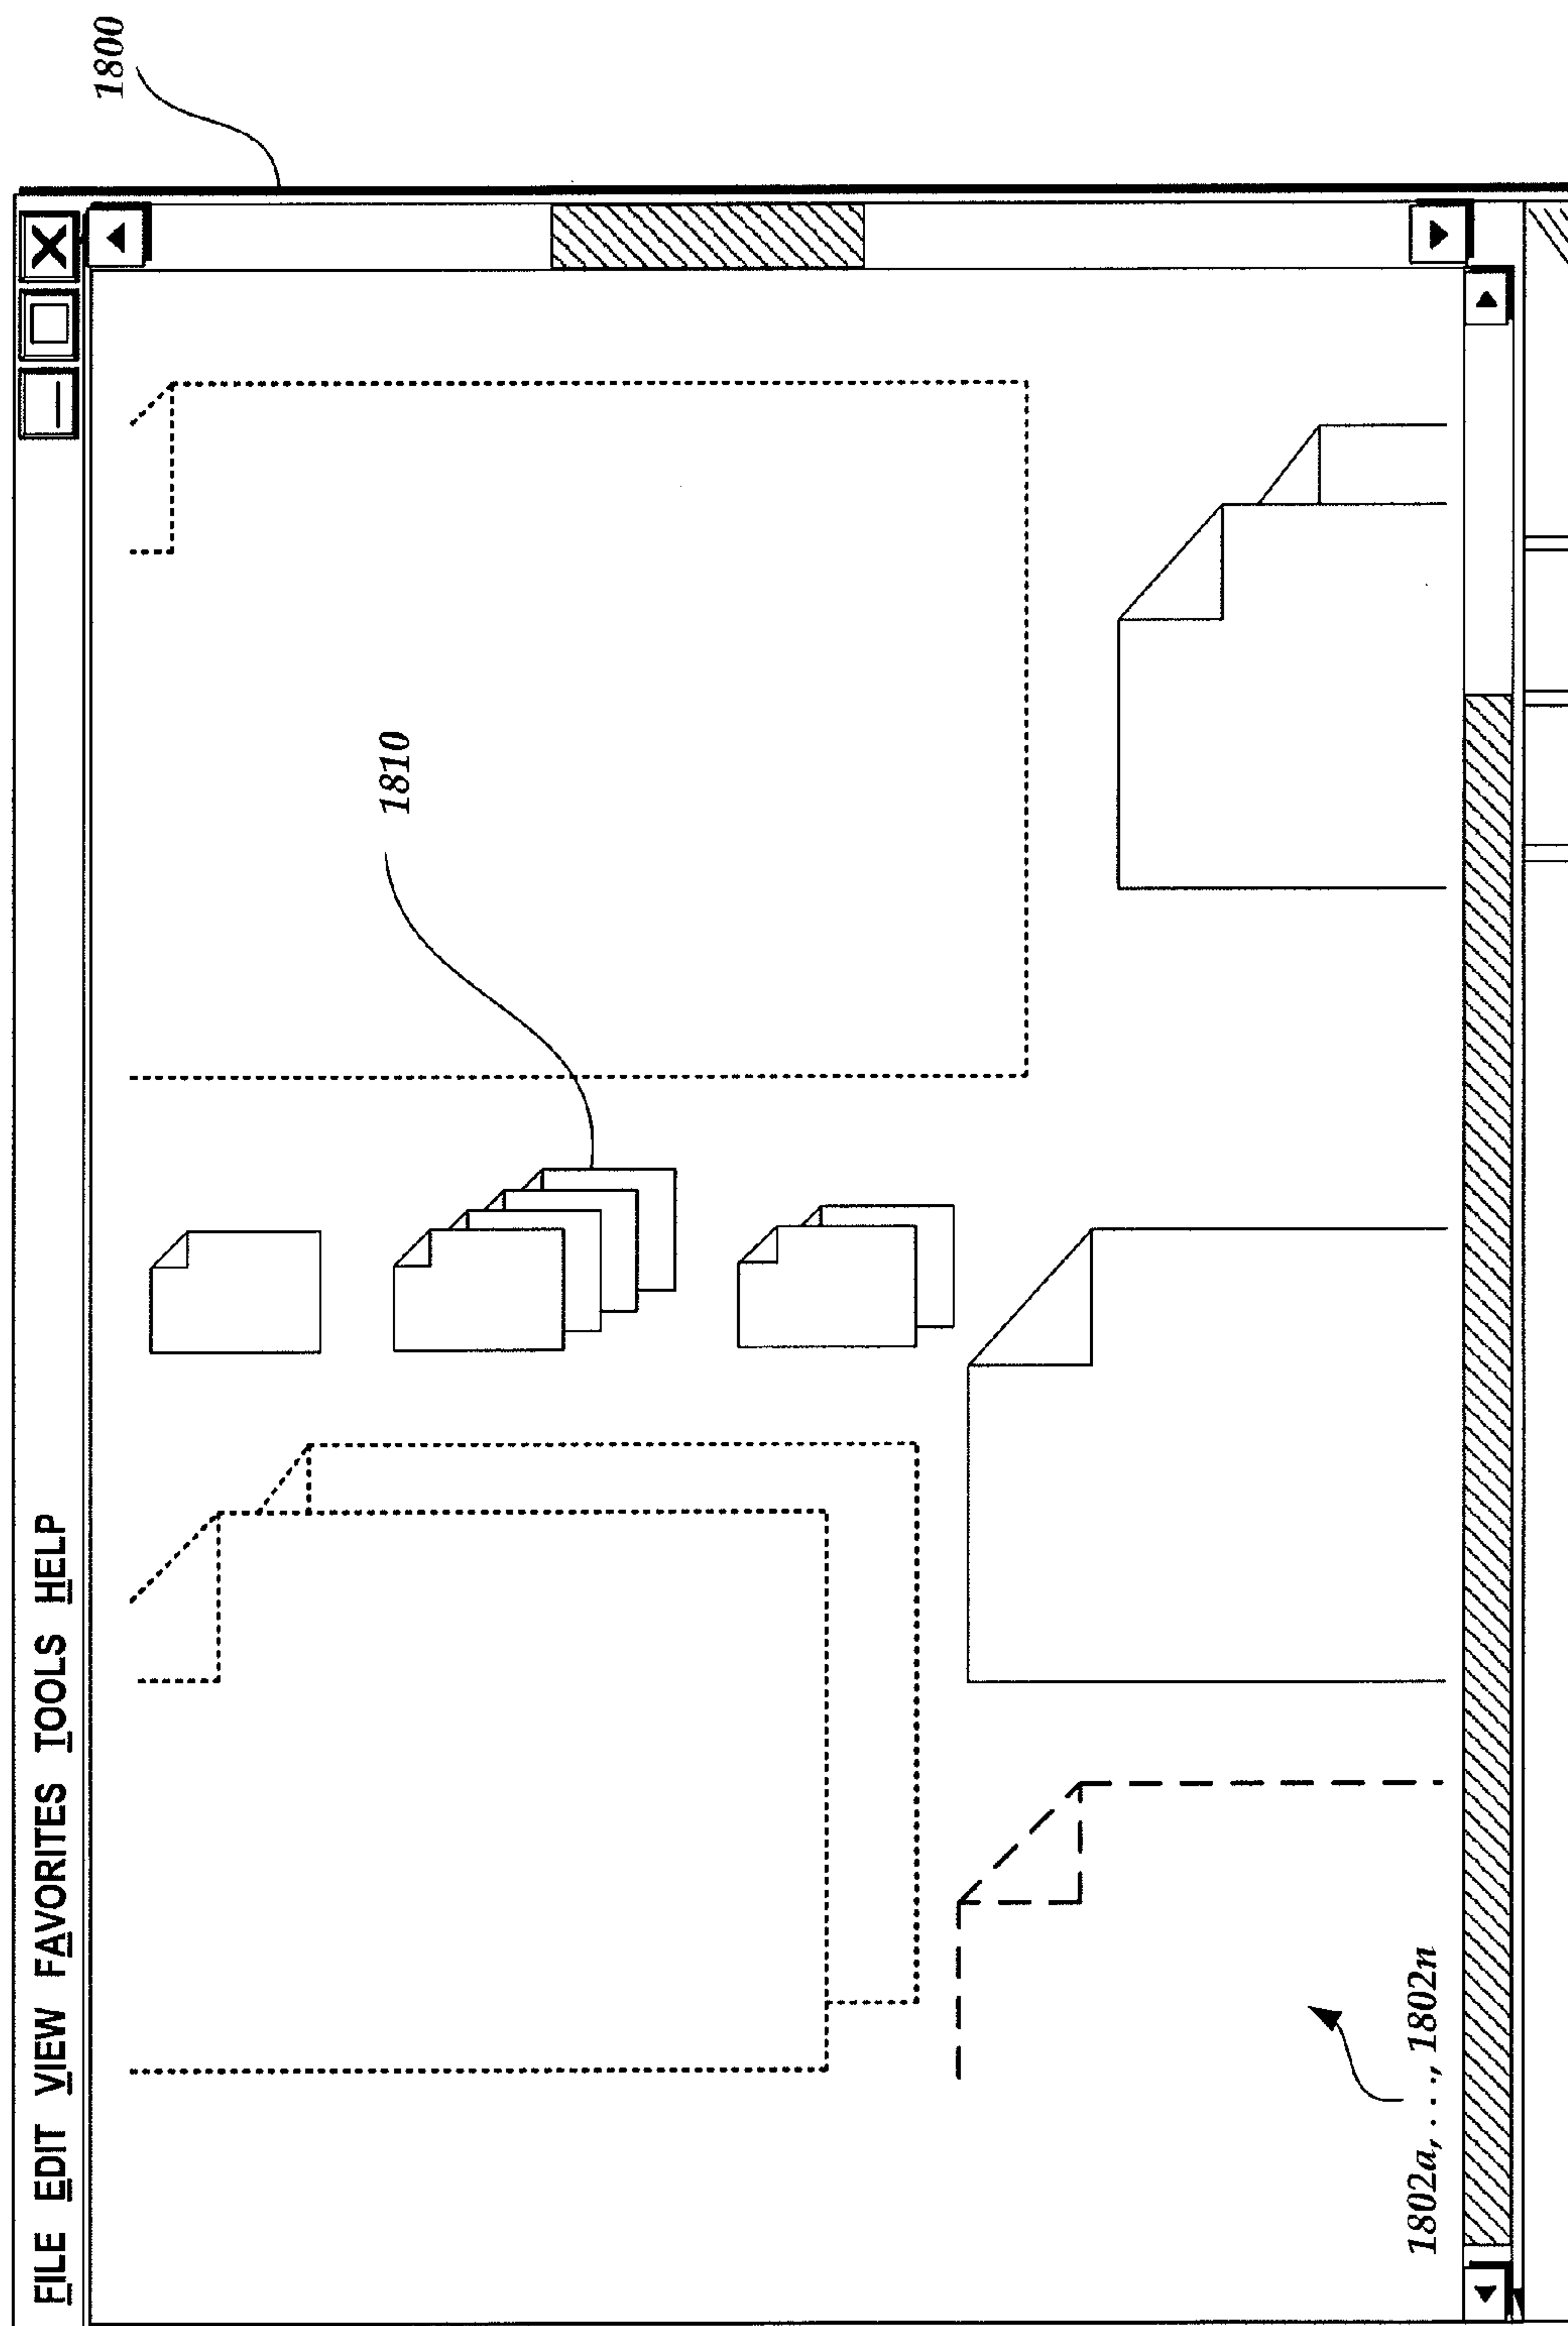 FILE EDIT VIEW FAVORITES TOOLS HELP
1800
1810
1802a, . . ., 1802n